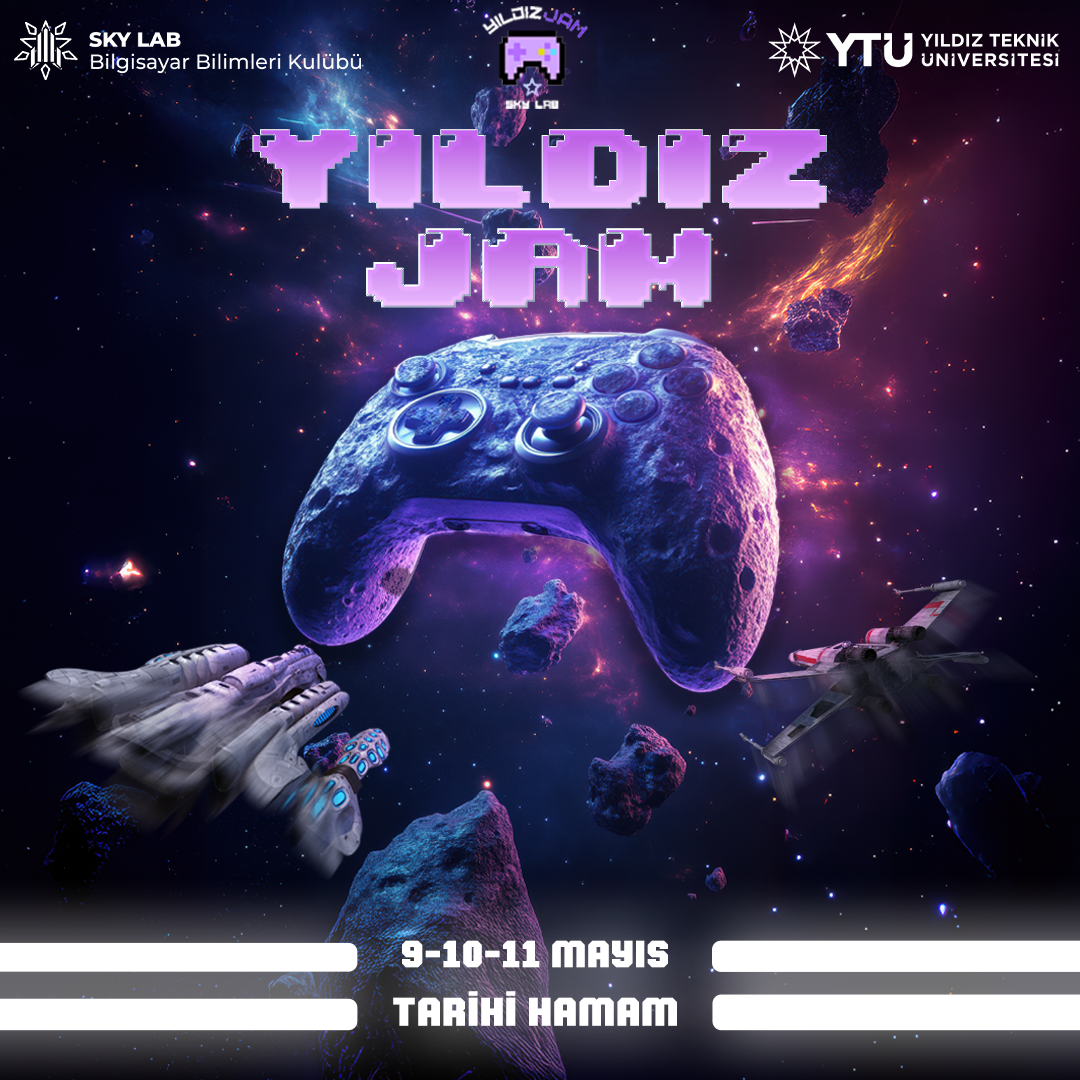 SKY LAB
Bilgisayar Bilimleri Kulübü
YILDIZ JAM
SKY LAB
YTÜ YILDIZ TEKNİK
ÜNİVERSİTESİ
YILDIZ
JAM
9-10-11 MAYIS
TARİHİ HAMAM